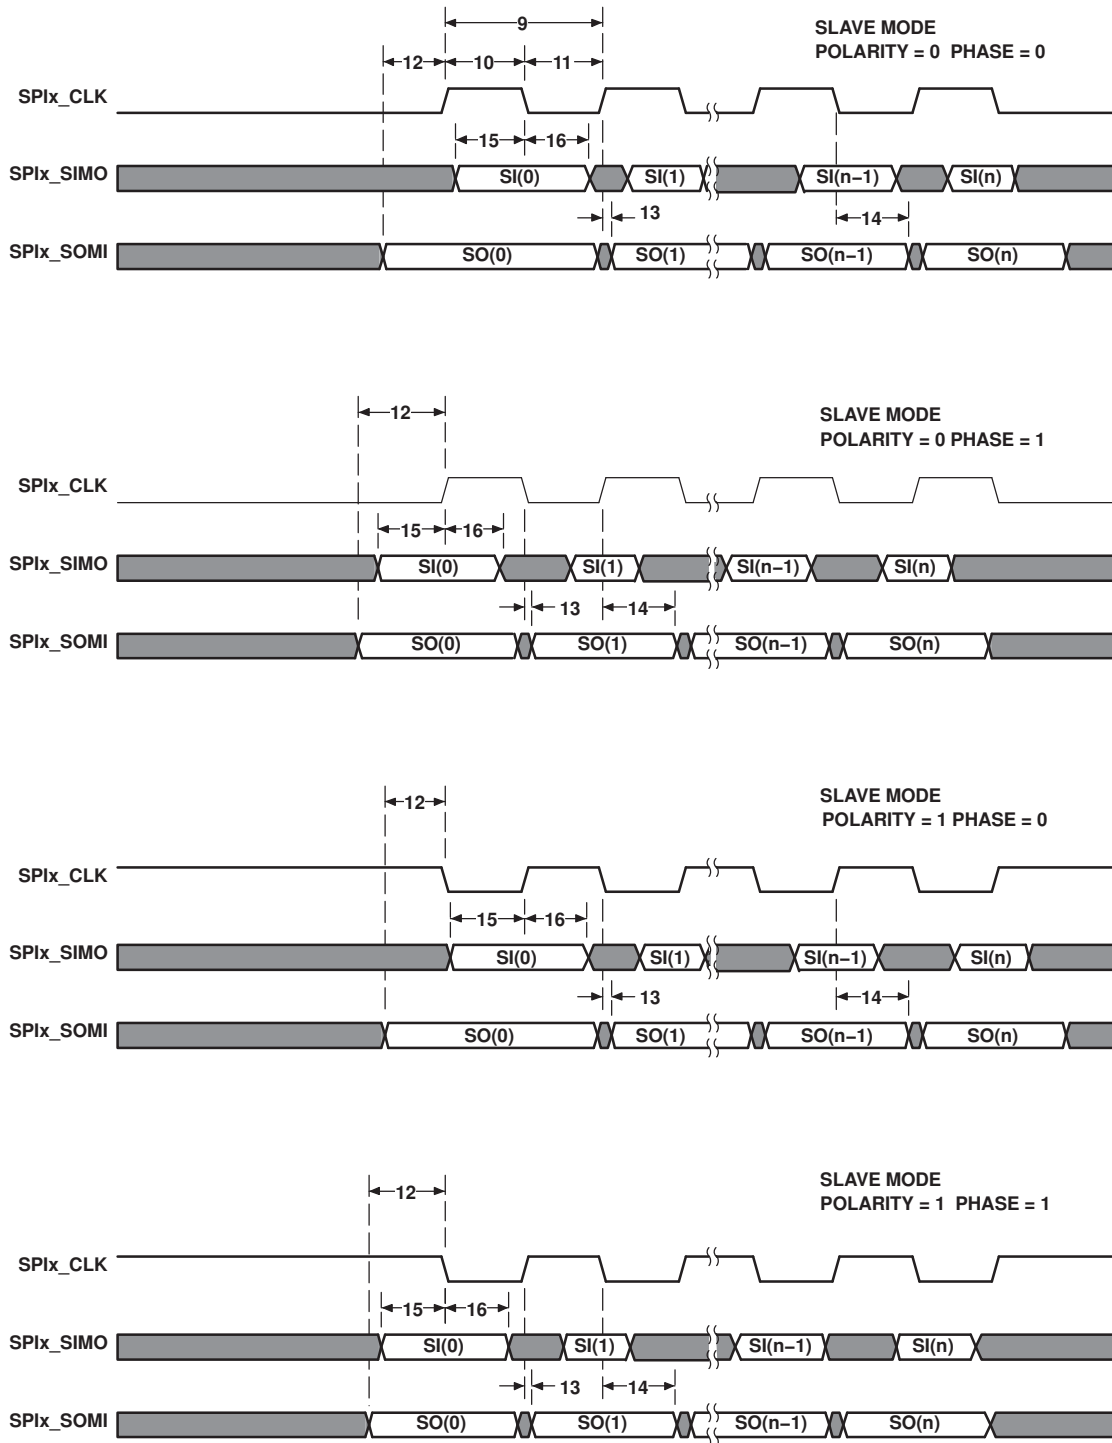 9
SLAVE MODE
POLARITY = 0 PHASE = 0
12 10 11
SPIx_CLK
15 16
SPIx_SIMO SI(0) SI(1) SI(n−1) SI(n)
13 14
SPIx_SOMI SO(0) SO(1) SO(n−1) SO(n)
12
SLAVE MODE
POLARITY = 0 PHASE = 1
SPIx_CLK
15 16
SPIx_SIMO SI(0) SI(1) SI(n−1) SI(n)
13 14
SPIx_SOMI SO(0) SO(1) SO(n−1) SO(n)
12
SLAVE MODE
POLARITY = 1 PHASE = 0
SPIx_CLK
15 16
SPIx_SIMO SI(0) SI(1) SI(n−1) SI(n)
13 14
SPIx_SOMI SO(0) SO(1) SO(n−1) SO(n)
12
SLAVE MODE
POLARITY = 1 PHASE = 1
SPIx_CLK
15 16
SPIx_SIMO SI(0) SI(1) SI(n−1) SI(n)
13 14
SPIx_SOMI SO(0) SO(1) SO(n−1) SO(n)